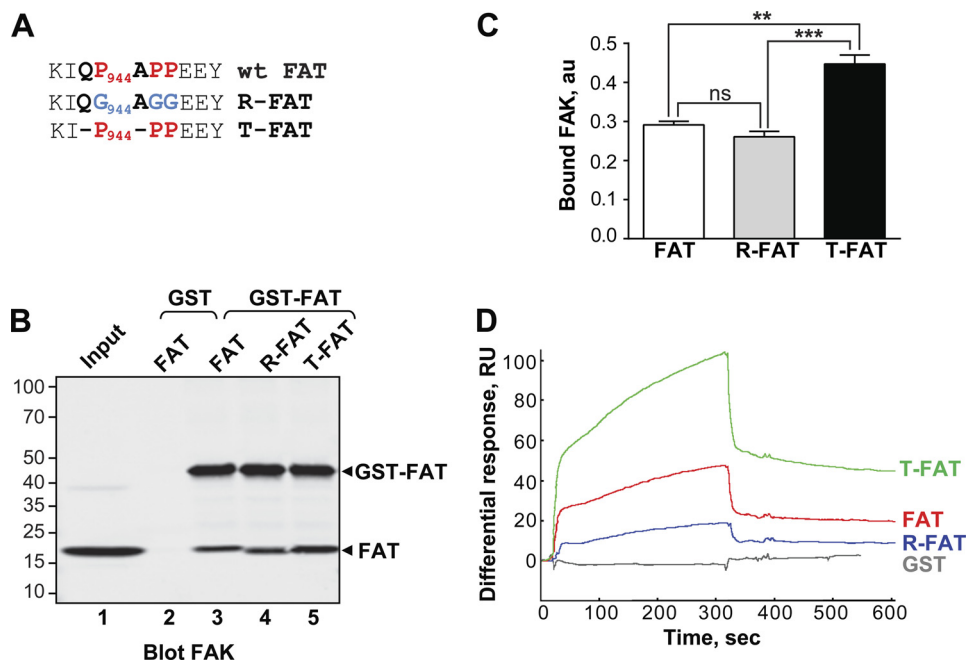 A
KIQP944APPEEY wt FAT
KIQG944AGGEEY R-FAT
KI-P944-PPEEY T-FAT
C
Bound FAK, au
0.5
0.4
0.3
0.2
0.1
0.0
**
***
ns
FAT R-FAT T-FAT
B
GST GST-FAT
Input FAT FAT R-FAT T-FAT
100
70
50
40
35
25
15
10
GST-FAT
FAT
1 2 3 4 5
Blot FAK
D
Differential response, RU
100
80
60
40
20
0
T-FAT
FAT
R-FAT
GST
0 100 200 300 400 500 600
Time, sec